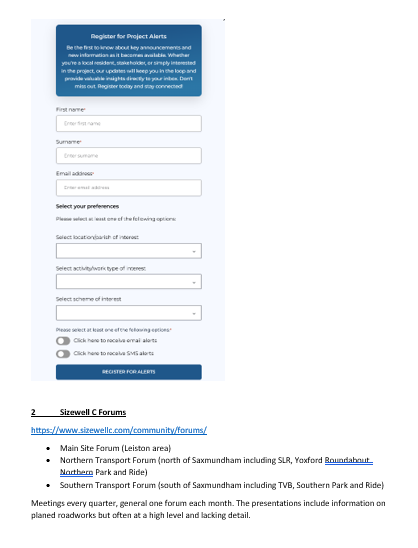 Register for Project Alerts
Be the first to know about key announcements and
new information as it becomes available. Whether
you're a local resident, stakeholder, or simply interested
in the project, our updates will keep you in the loop and
provide valuable insights directly to your inbox. Don't
miss out. Register today and stay connected!
First name*
Enter first name
Surname*
Enter surname
Email address*
Enter email address
Select your preferences
Please select at least one of the following options:
Select location/parish of interest
Select activity/work type of interest
Select scheme of interest
Please select at least one of the following options*
Click here to receive email alerts
Click here to receive SMS alerts
REGISTER FOR ALERTS
2 Sizewell C Forums
https://www.sizewellc.com/community/forums/
• Main Site Forum (Leiston area)
• Northern Transport Forum (north of Saxmundham including SLR, Yoxford Roundabout,
Northern Park and Ride)
• Southern Transport Forum (south of Saxmundham including TVB, Southern Park and Ride)
Meetings every quarter, general one forum each month. The presentations include information on
planed roadworks but often at a high level and lacking detail.